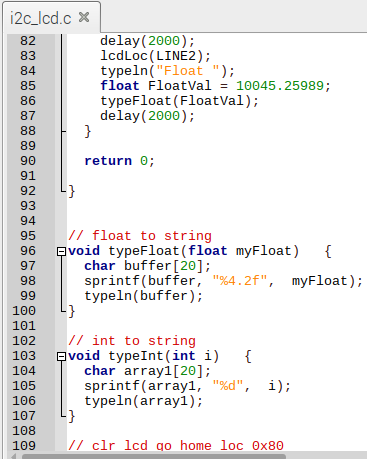 i2c_lcd.c
82 delay(2000);
83 lcdLoc(LINE2);
84 typeln("Float ");
85 float FloatVal = 10045.25989;
86 typeFloat(FloatVal);
87 delay(2000);
88 }
89
90 return 0;
91
92 }
93
94
95 // float to string
96 void typeFloat(float myFloat) {
97 char buffer[20];
98 sprintf(buffer, "%4.2f", myFloat);
99 typeln(buffer);
100 }
101
102 // int to string
103 void typeInt(int i) {
104 char array1[20];
105 sprintf(array1, "%d", i);
106 typeln(array1);
107 }
108
109 // clr lcd go home loc 0x80